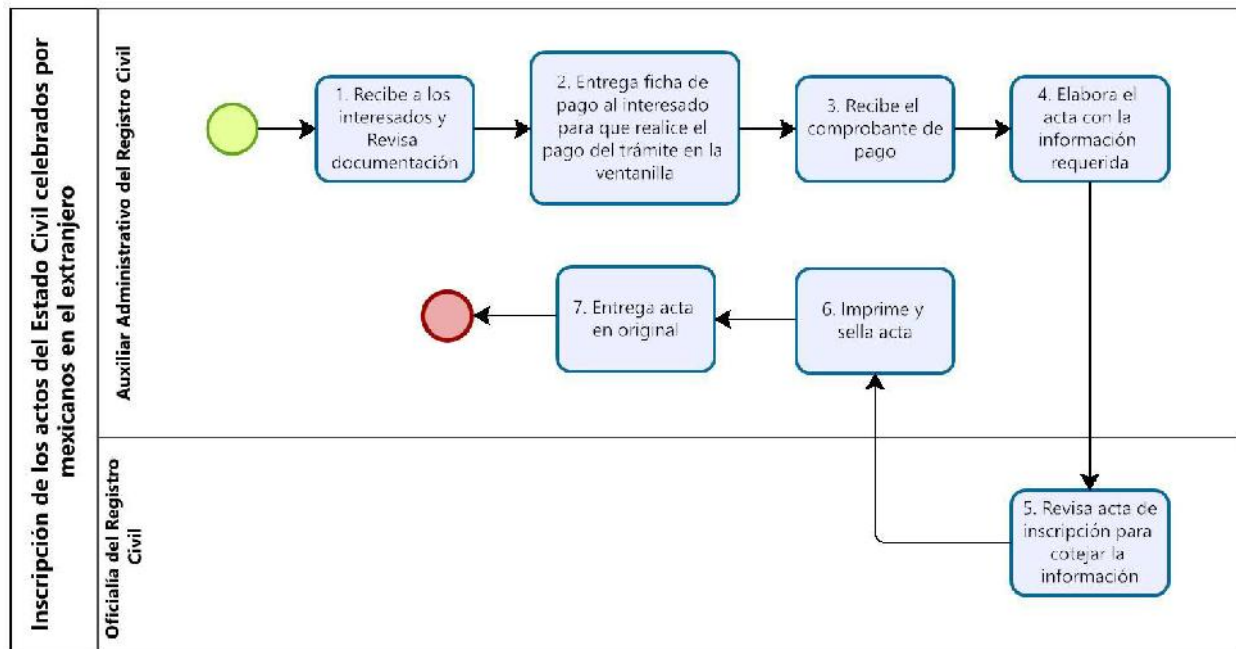 Inscripción de los actos del Estado Civil celebrados por
mexicanos en el extranjero
Auxiliar Administrativo del Registro Civil
1. Recibe a los
interesados y
Revisa
documentación
2. Entrega ficha de
pago al interesado
para que realice el
pago del trámite en la
ventanilla
3. Recibe el
comprobante de
pago
4. Elabora el
acta con la
información
requerida
7. Entrega acta
en original
6. Imprime y
sella acta
Oficialía del Registro
Civil
5. Revisa acta de
inscripción para
cotejar la
información